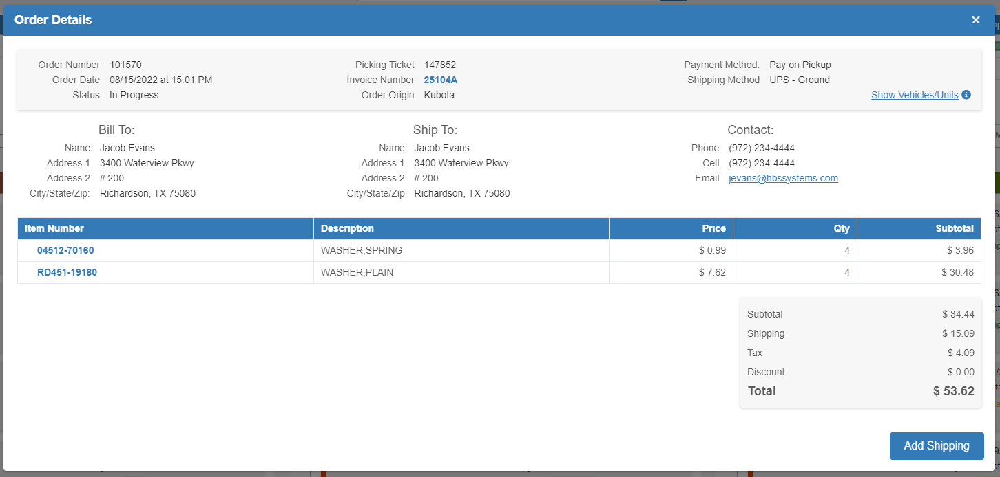 Order Details ×
Order Number 101570 Picking Ticket 147852 Payment Method: Pay on Pickup
Order Date 08/15/2022 at 15:01 PM Invoice Number 25104A Shipping Method UPS - Ground
Status In Progress Order Origin Kubota Show Vehicles/Units
Bill To: Ship To: Contact:
Name Jacob Evans Name Jacob Evans Phone (972) 234-4444
Address 1 3400 Waterview Pkwy Address 1 3400 Waterview Pkwy Cell (972) 234-4444
Address 2 # 200 Address 2 # 200 Email jevans@hbssystems.com
City/State/Zip: Richardson, TX 75080 City/State/Zip Richardson, TX 75080
Item Number Description Price Qty Subtotal
04512-70160 WASHER,SPRING $ 0.99 4 $ 3.96
RD451-19180 WASHER,PLAIN $ 7.62 4 $ 30.48
Subtotal $ 34.44
Shipping $ 15.09
Tax $ 4.09
Discount $ 0.00
Total $ 53.62
Add Shipping